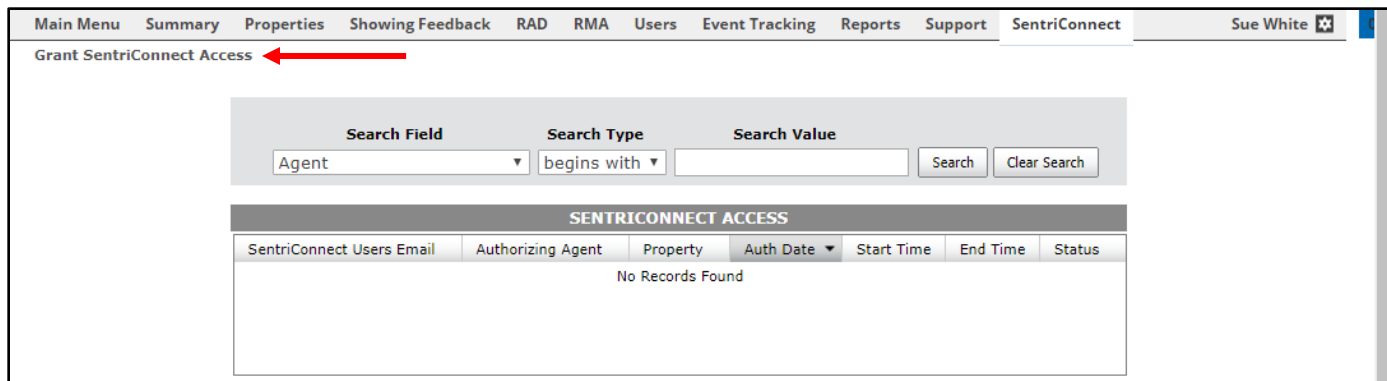 Main Menu Summary Properties Showing Feedback RAD RMA Users Event Tracking Reports Support SentriConnect Sue White
Grant SentriConnect Access
Search Field Search Type Search Value
Agent begins with Search Clear Search
SENTRICONNECT ACCESS
SentriConnect Users Email Authorizing Agent Property Auth Date Start Time End Time Status
No Records Found